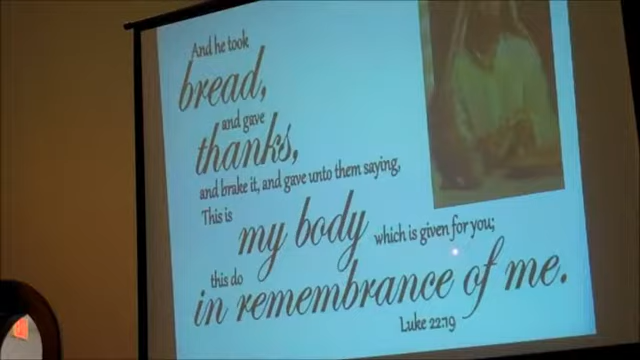 And he took
bread,
and gave
thanks,
and brake it, and gave unto them saying,
This is
my body which is given for you;
this do
in remembrance of me.
Luke 22:19